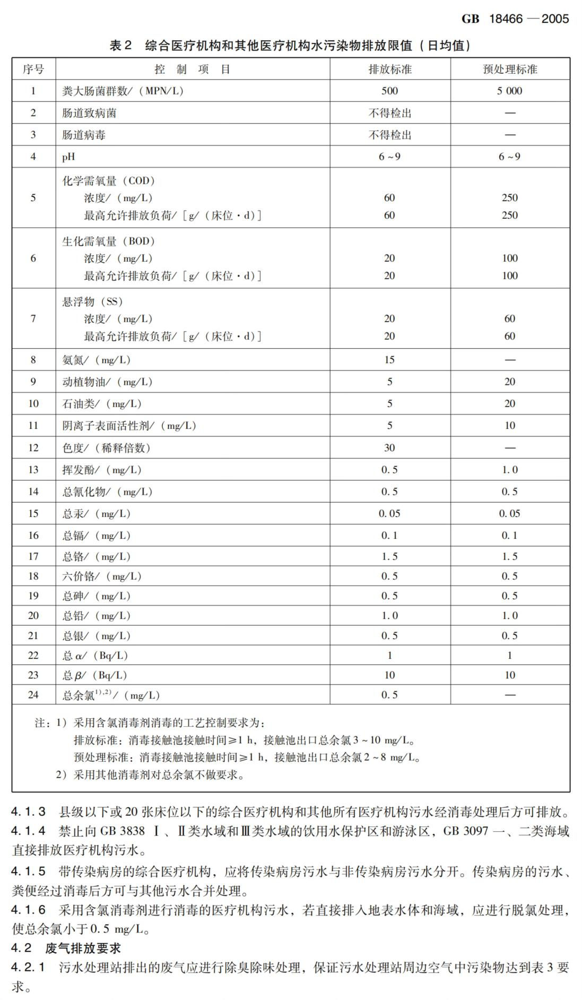 GB 18466—2005
表2 综合医疗机构和其他医疗机构水污染物排放限值（日均值）
序号 控制项目 排放标准 预处理标准
1 粪大肠菌群数/（MPN/L） 500 5 000
2 肠道致病菌 不得检出 —
3 肠道病毒 不得检出 —
4 pH 6~9 6~9
化学需氧量（COD）
5 浓度/（mg/L） 60 250
最高允许排放负荷/［g/（床位·d)］ 60 250
生化需氧量（BOD）
6 浓度/（mg/L） 20 100
最高允许排放负荷/［g/（床位·d)］ 20 100
悬浮物（SS）
7 浓度/（mg/L） 20 60
最高允许排放负荷/［g/（床位·d)］ 20 60
8 氨氮/（mg/L） 15 —
9 动植物油/（mg/L） 5 20
10 石油类/（mg/L） 5 20
11 阴离子表面活性剂/（mg/L） 5 10
12 色度/（稀释倍数） 30 —
13 挥发酚/（mg/L） 0.5 1.0
14 总氰化物/（mg/L） 0.5 0.5
15 总汞/（mg/L） 0.05 0.05
16 总镉/（mg/L） 0.1 0.1
17 总铬/（mg/L） 1.5 1.5
18 六价铬/（mg/L） 0.5 0.5
19 总砷/（mg/L） 0.5 0.5
20 总铅/（mg/L） 1.0 1.0
21 总银/（mg/L） 0.5 0.5
22 总α/（Bq/L） 1 1
23 总β/（Bq/L） 10 10
24 总余氯1),2)/（mg/L） 0.5 —
注：1）采用含氯消毒剂消毒的工艺控制要求为：
排放标准：消毒接触池接触时间≥1 h，接触池出口总余氯3~10 mg/L。
预处理标准：消毒接触池接触时间≥1 h，接触池出口总余氯2~8 mg/L。
2）采用其他消毒剂对总余氯不做要求。
4.1.3 县级以下或20张床位以下的综合医疗机构和其他所有医疗机构污水经消毒处理后方可排放。
4.1.4 禁止向GB 3838 Ⅰ、Ⅱ类水域和Ⅲ类水域的饮用水保护区和游泳区，GB 3097 一、二类海域
直接排放医疗机构污水。
4.1.5 带传染病房的综合医疗机构，应将传染病房污水与非传染病房污水分开。传染病房的污水、
粪便经过消毒后方可与其他污水合并处理。
4.1.6 采用含氯消毒剂进行消毒的医疗机构污水，若直接排入地表水体和海域，应进行脱氯处理，
使总余氯小于0.5 mg/L。
4.2 废气排放要求
4.2.1 污水处理站排出的废气应进行除臭除味处理，保证污水处理站周边空气中污染物达到表3要
求。